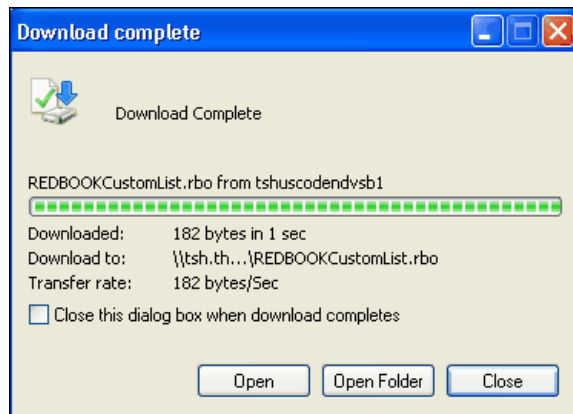 Download complete
Download Complete
REDBOOKCustomList.rbo from tshuscodendvsb1
Downloaded: 182 bytes in 1 sec
Download to: \\tsh.th...\REDBOOKCustomList.rbo
Transfer rate: 182 bytes/Sec
Close this dialog box when download completes
Open Open Folder Close